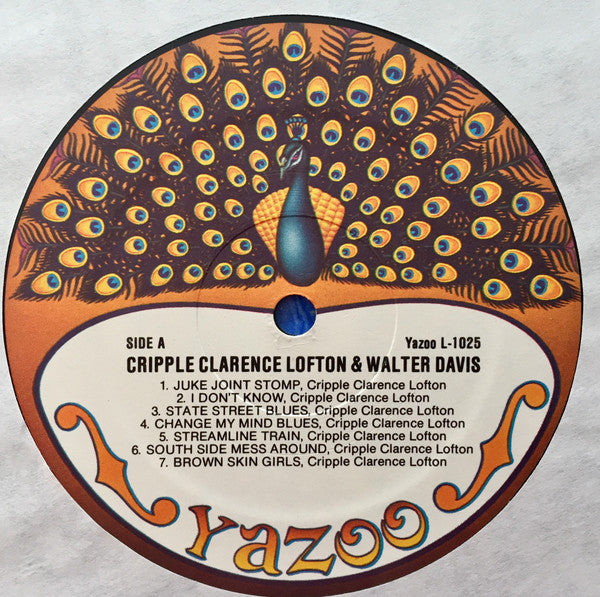 SIDE A Yazoo L-1025
CRIPPLE CLARENCE LOFTON & WALTER DAVIS
1. JUKE JOINT STOMP, Cripple Clarence Lofton
2. I DON'T KNOW, Cripple Clarence Lofton
3. STATE STREET BLUES, Cripple Clarence Lofton
4. CHANGE MY MIND BLUES, Cripple Clarence Lofton
5. STREAMLINE TRAIN, Cripple Clarence Lofton
6. SOUTH SIDE MESS AROUND, Cripple Clarence Lofton
7. BROWN SKIN GIRLS, Cripple Clarence Lofton
Yazoo